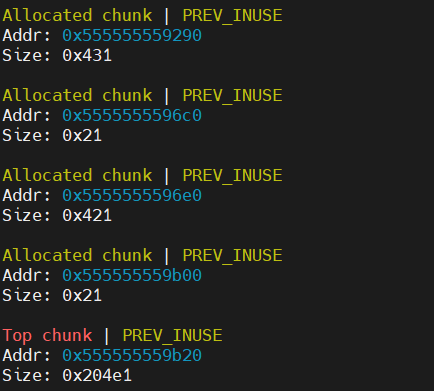 Allocated chunk | PREV_INUSE
Addr: 0x555555559290
Size: 0x431
Allocated chunk | PREV_INUSE
Addr: 0x5555555596c0
Size: 0x21
Allocated chunk | PREV_INUSE
Addr: 0x5555555596e0
Size: 0x421
Allocated chunk | PREV_INUSE
Addr: 0x555555559b00
Size: 0x21
Top chunk | PREV_INUSE
Addr: 0x555555559b20
Size: 0x204e1